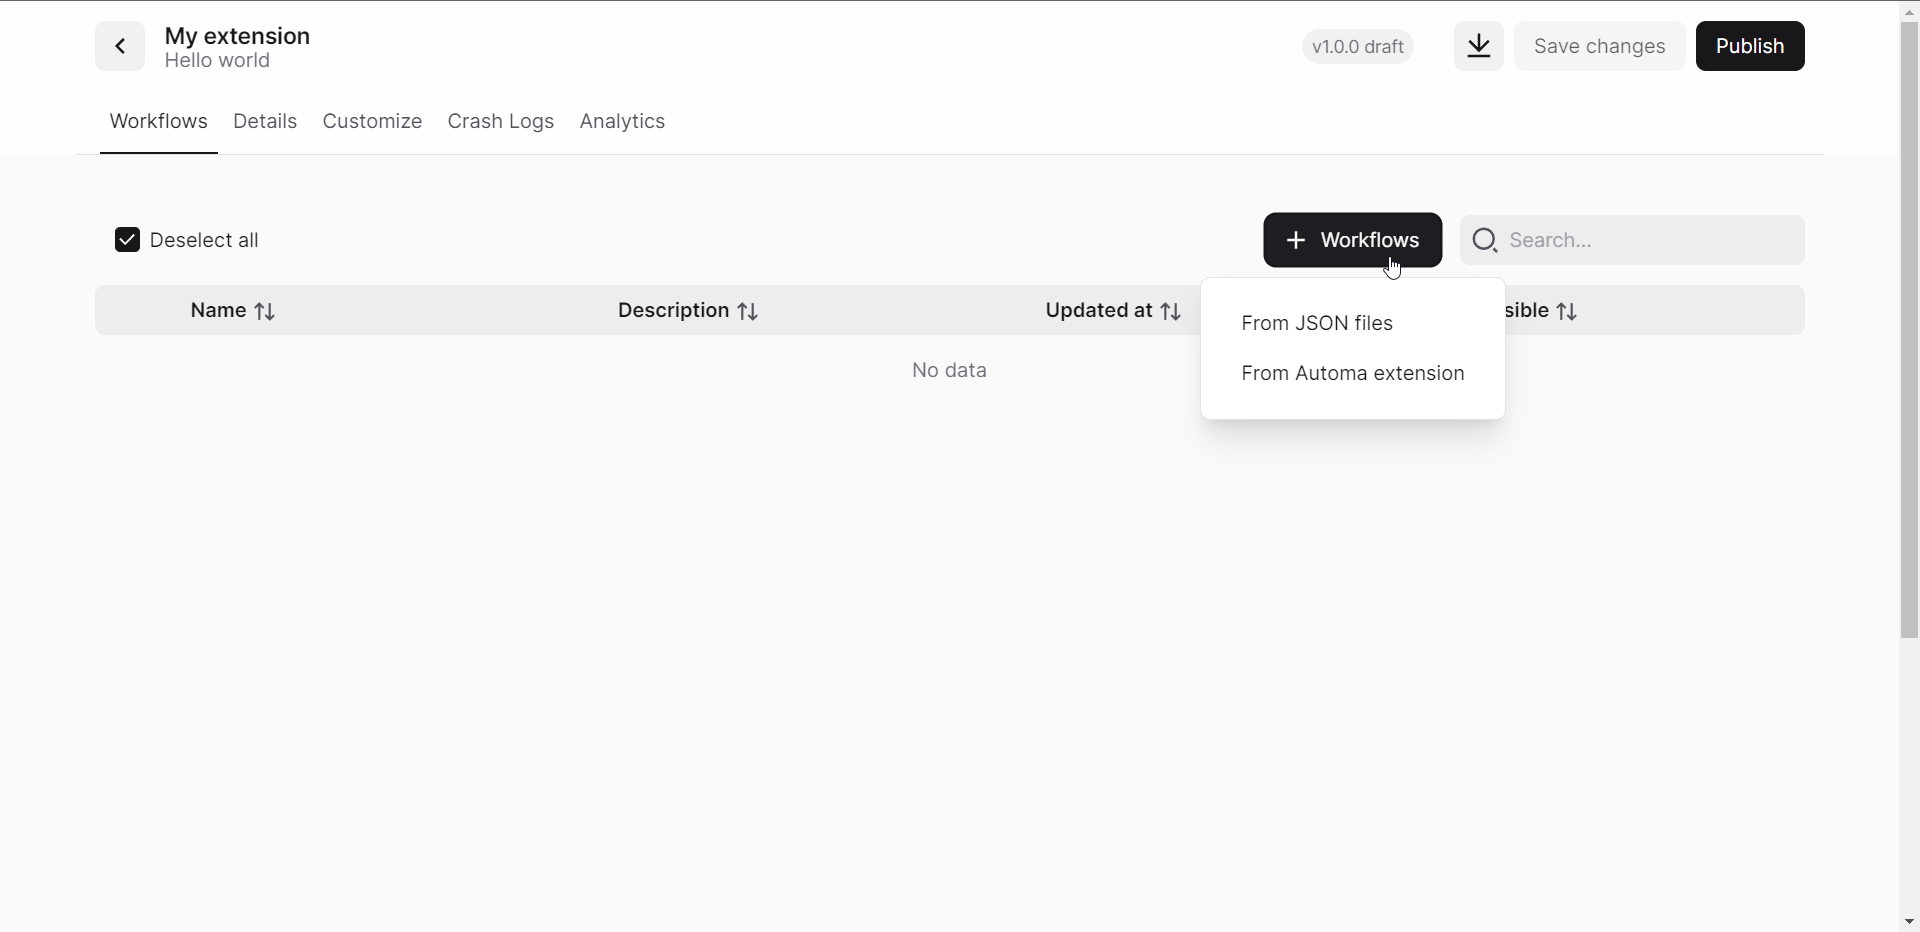 My extension
Hello world
v1.0.0 draft
Save changes
Publish
Workflows Details Customize Crash Logs Analytics
Deselect all
Workflows
Search...
Name Description Updated at sible
No data
From JSON files
From Automa extension